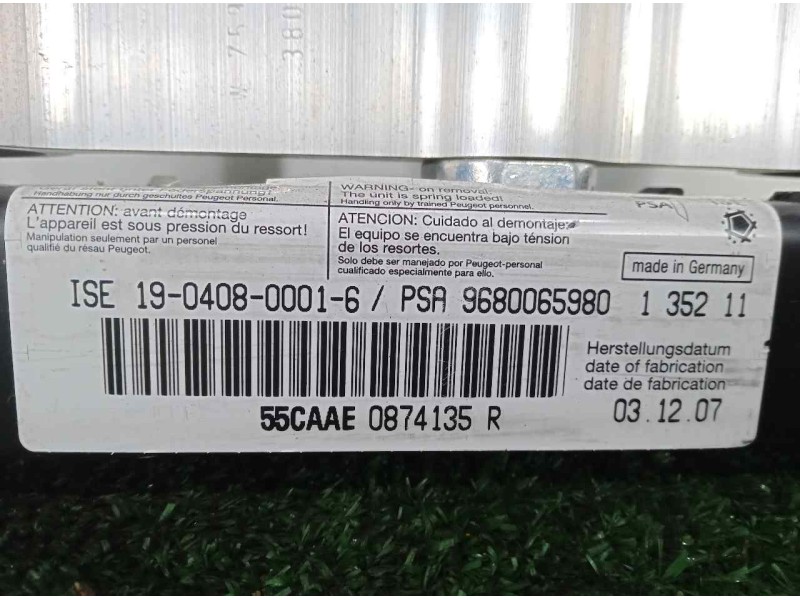 380
Handhabung nur durch geschultes Peugeot Personal.
ATTENTION: avant démontage
L'appareil est sous pression du ressort!
Manipulation seulement par un personel
qualifié du résau Peugeot.
WARNING- on removal:
The unit is spring loaded!
Handling only by trained Peugeot personnel.
ATENCION: Cuidado al demontaje:
El equipo se encuentra bajo ténsion
de los resortes.
Solo debe ser manejado por Peugeot-personal
cualificado especialmente para ello.
PSA
made in Germany
ISE 19-0408-0001-6 / PSA 9680065980 1 352 11
Herstellungsdatum
date of fabrication
date de fabrication
03.12.07
55CAAE 0874135 R